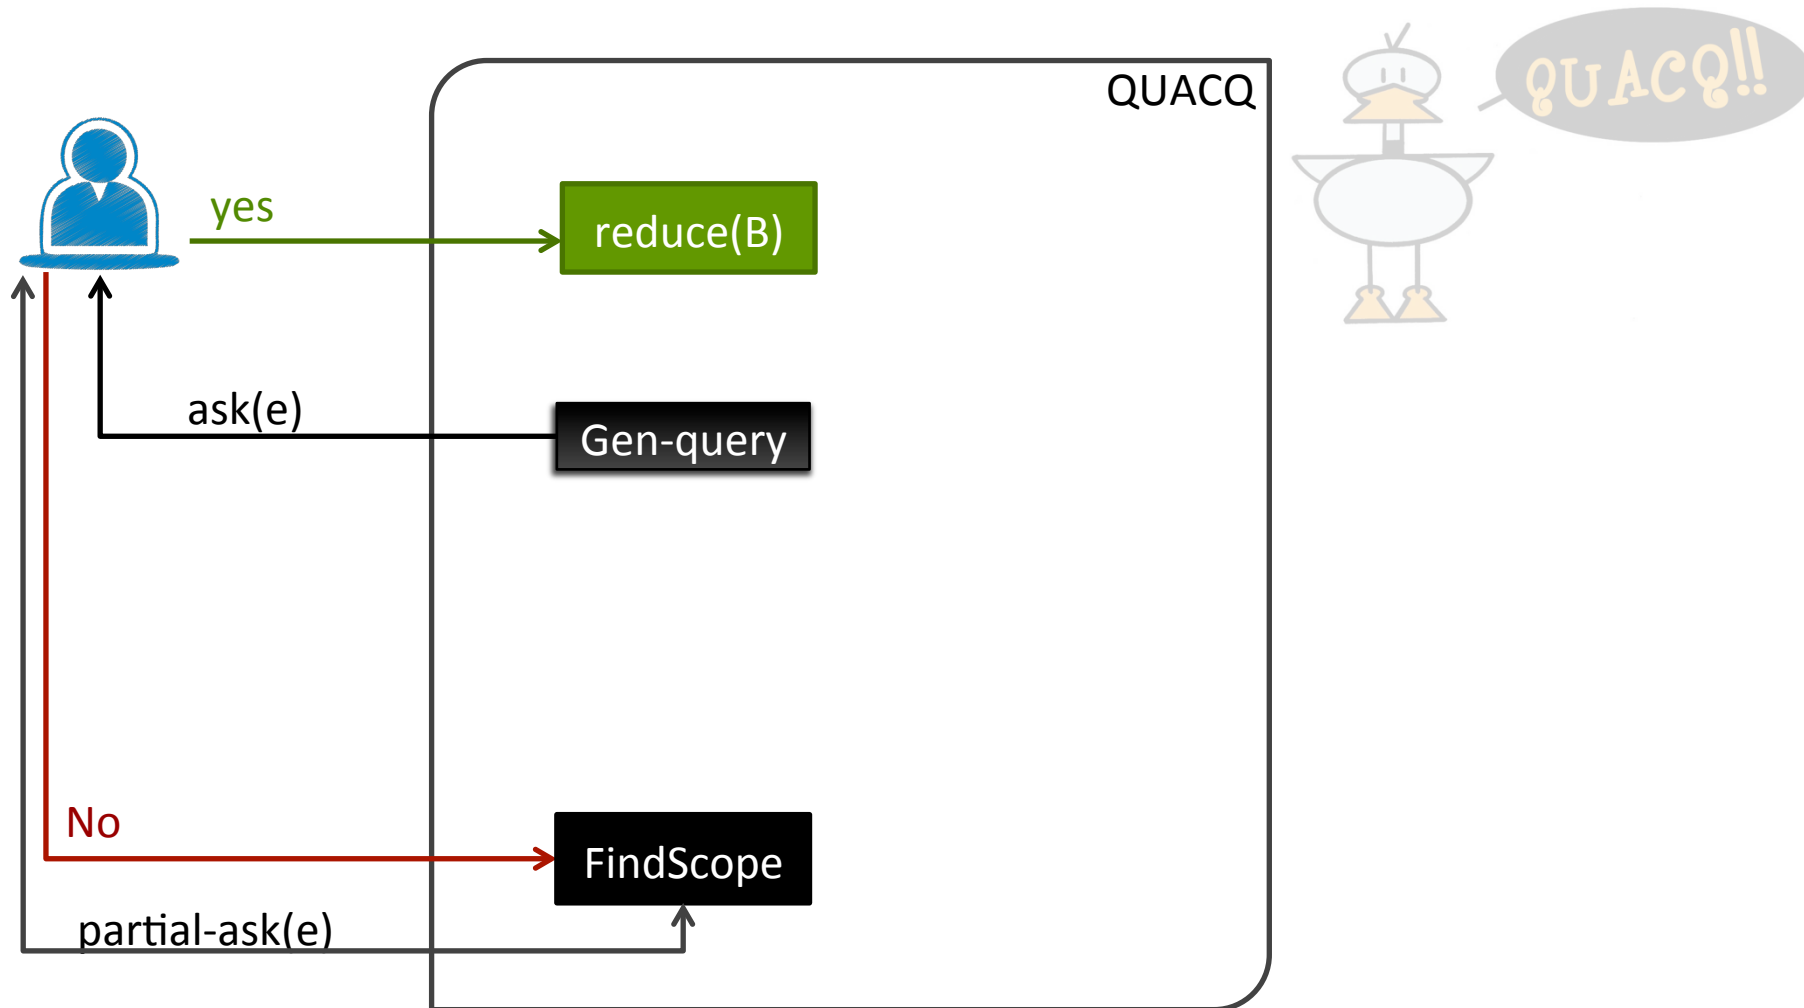 QUACQ
QUACQ!!
yes
reduce(B)
ask(e)
Gen-query
No
FindScope
partial-ask(e)